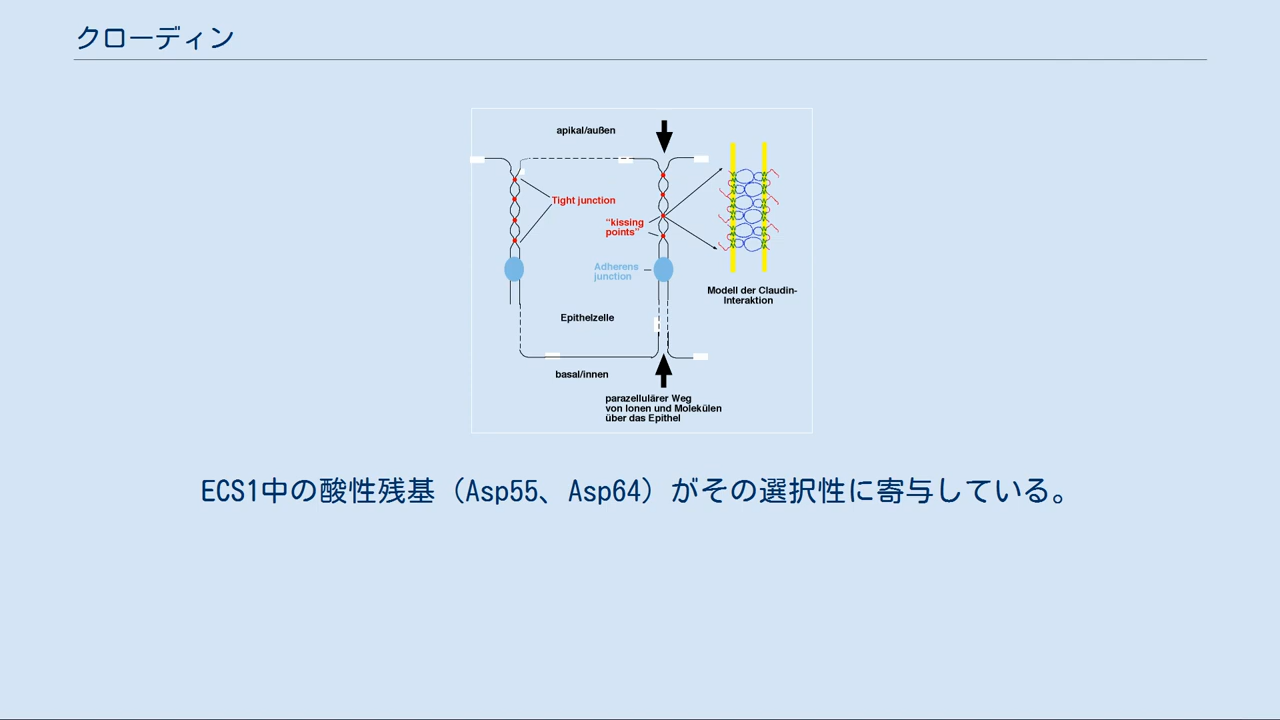 クローディン
apikal/außen
Tight junction
"kissing
points"
Adherens
junction
Modell der Claudin-
Interaktion
Epithelzelle
basal/innen
parazellulärer Weg
von Ionen und Molekülen
über das Epithel
ECS1中の酸性残基（Asp55、Asp64）がその選択性に寄与している。